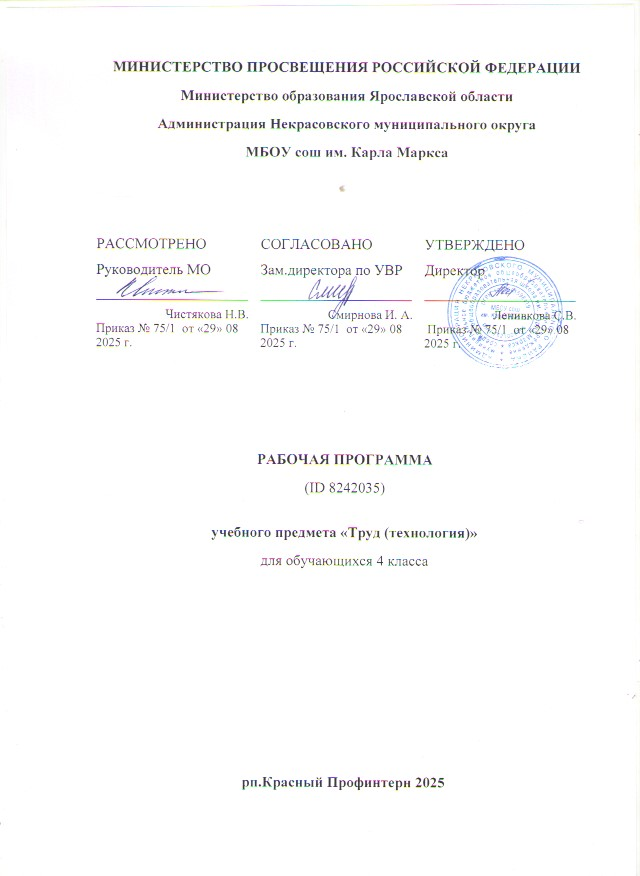 МИНИСТЕРСТВО ПРОСВЕЩЕНИЯ РОССИЙСКОЙ ФЕДЕРАЦИИ
Министерство образования Ярославской области
Администрация Некрасовского муниципального округа
МБОУ сош им. Карла Маркса
РАССМОТРЕНО
Руководитель МО
Чистякова Н.В.
Приказ № 75/1 от «29» 08
2025 г.
СОГЛАСОВАНО
Зам.директора по УВР
Смирнова И. А.
Приказ № 75/1 от «29» 08
2025 г.
УТВЕРЖДЕНО
Директор
Ленивкова С.В.
Приказ № 75/1 от «29» 08
2025 г.
РАБОЧАЯ ПРОГРАММА
(ID 8242035)
учебного предмета «Труд (технология)»
для обучающихся 4 класса
рп.Красный Профинтерн 2025